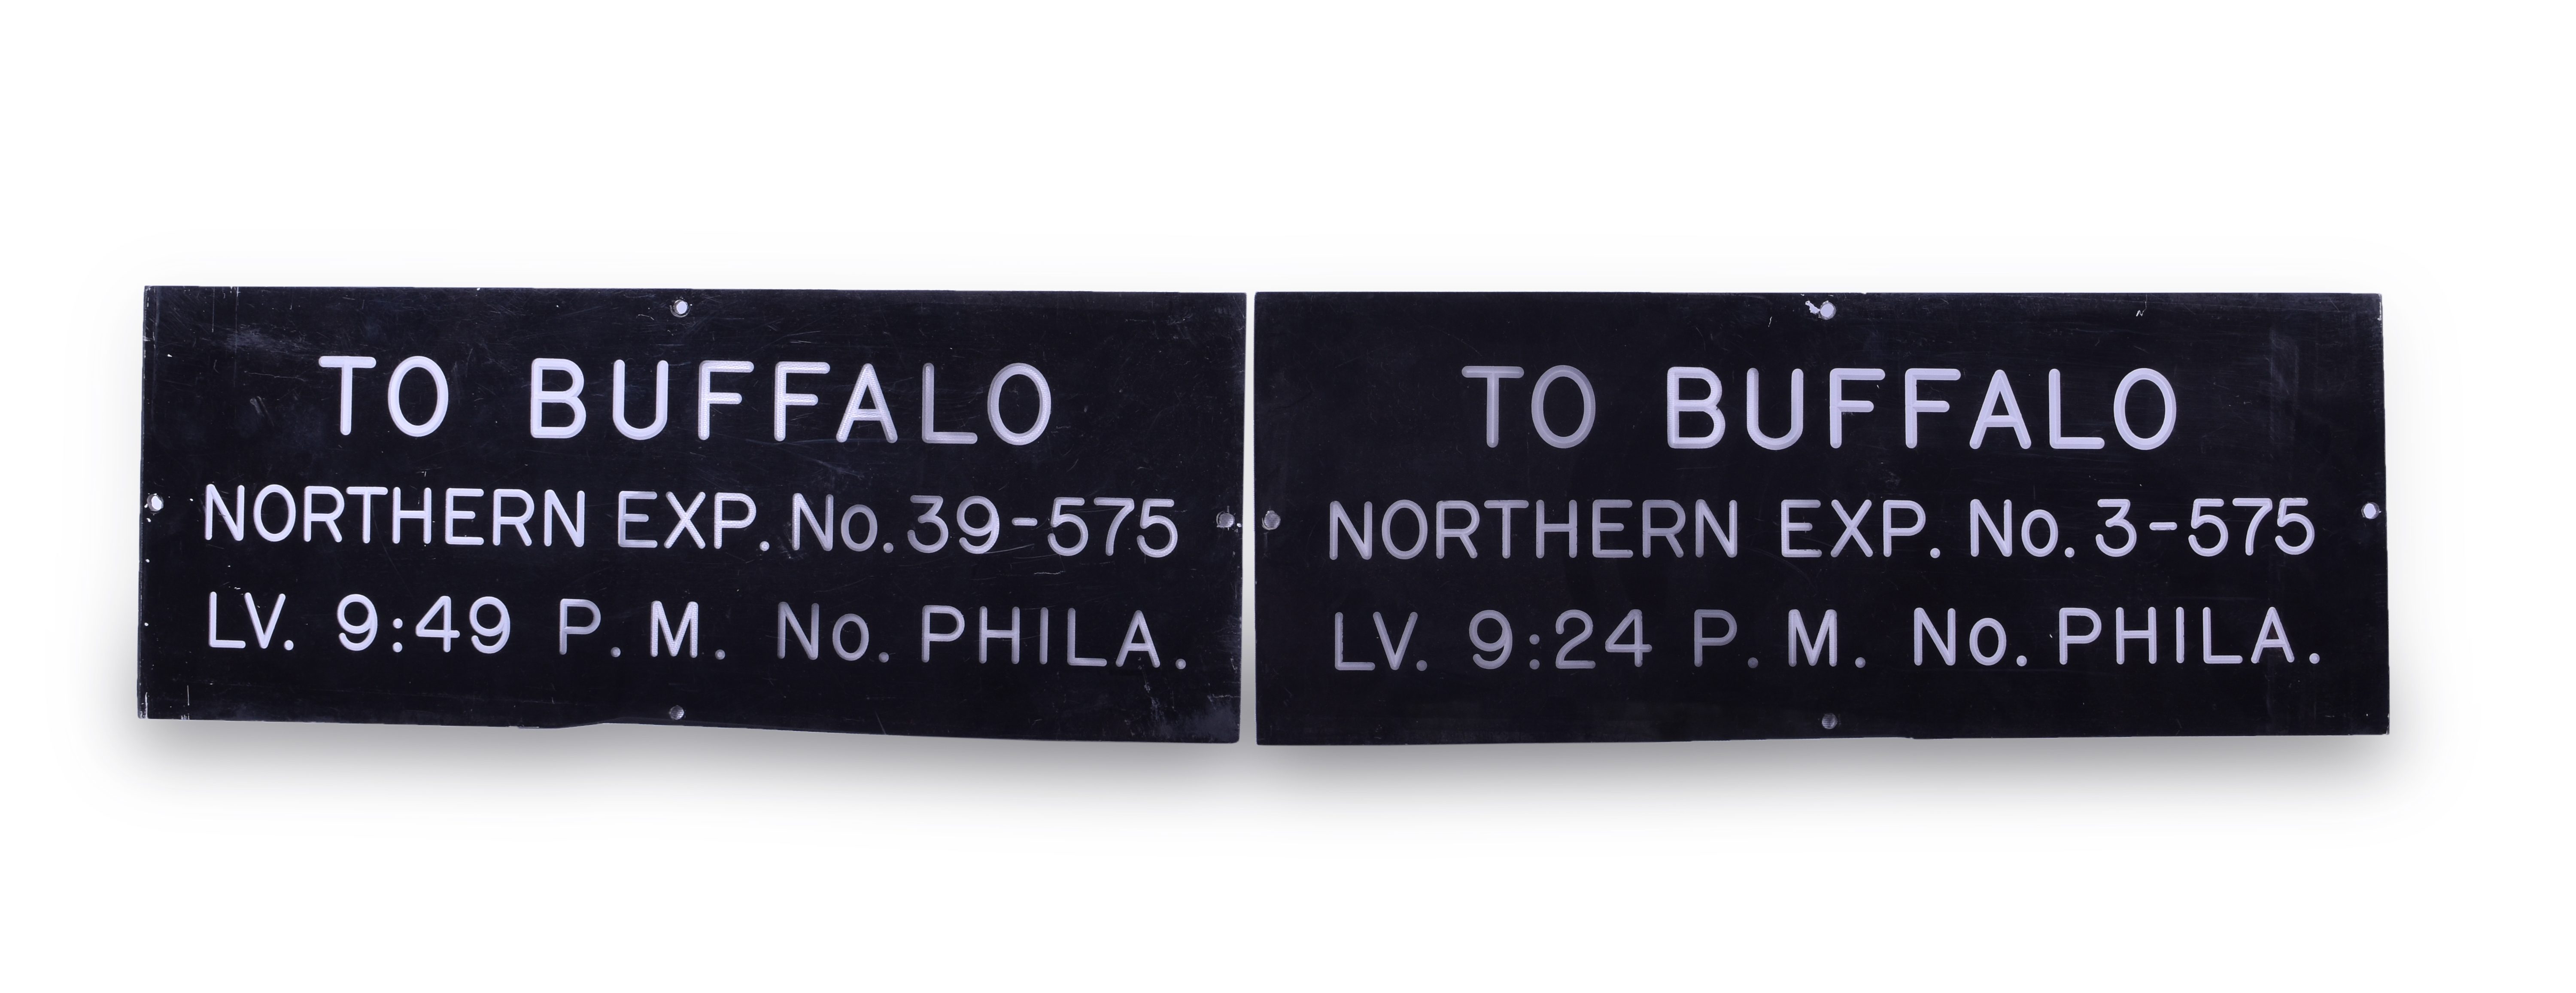 TO BUFFALO
NORTHERN EXP. No. 39-575
LV. 9:49 P. M. No. PHILA.
TO BUFFALO
NORTHERN EXP. No. 3-575
LV. 9:24 P. M. No. PHILA.